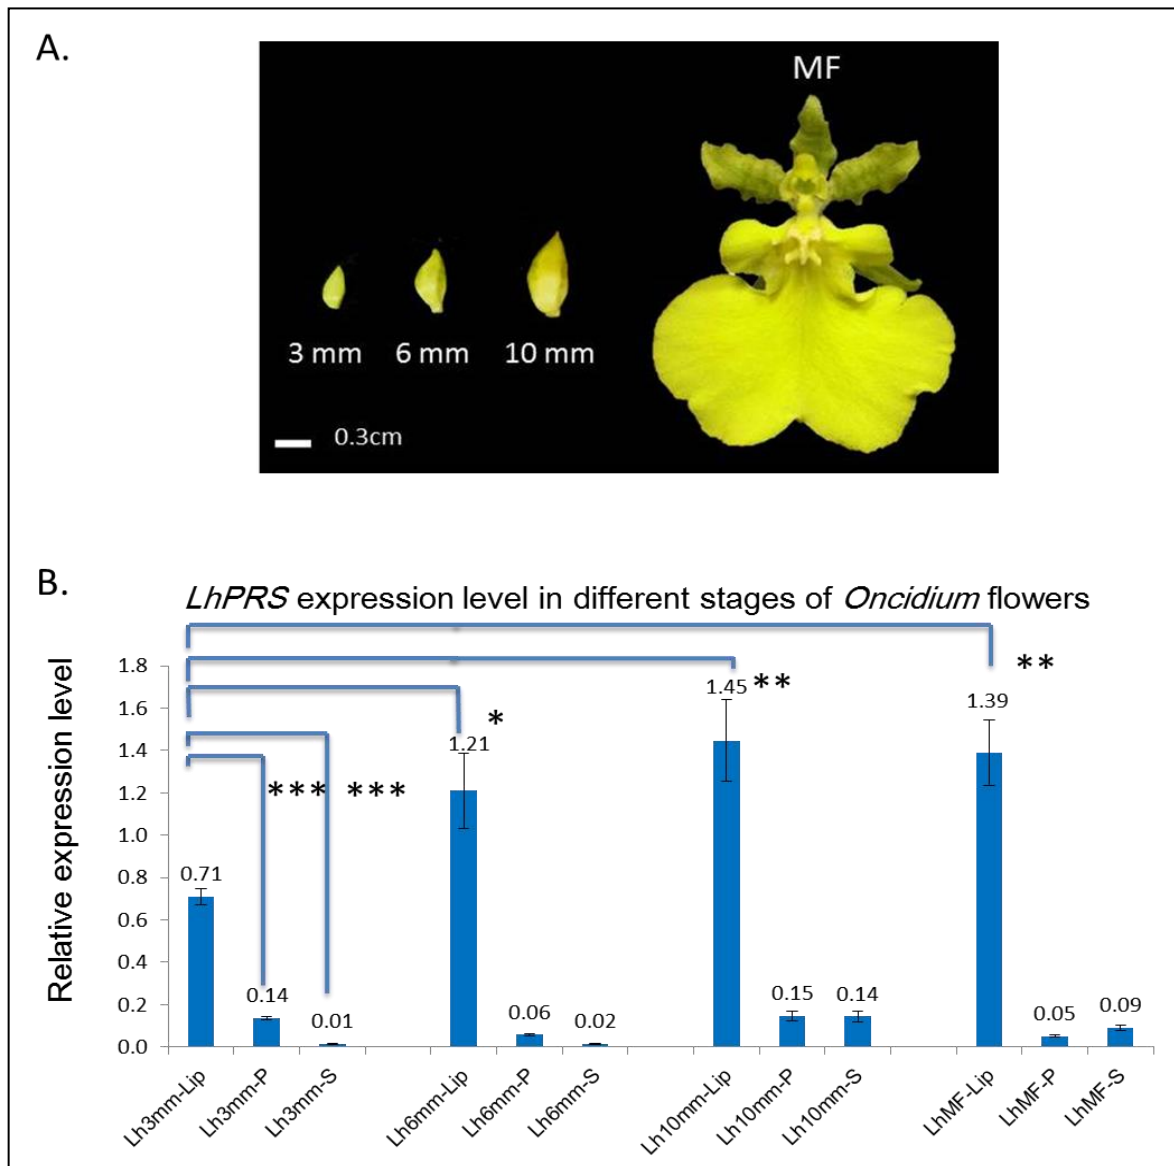 A.
MF
3 mm 6 mm 10 mm
0.3cm
B.
LhPRS expression level in different stages of Oncidium flowers
Relative expression level
1.8
1.6
1.4
1.2
1.0
0.8
0.6
0.4
0.2
0.0
**
1.45 **
1.39
*
1.21
*** ***
0.71
0.14
0.01
0.06
0.02
0.15
0.14
0.05
0.09
Lh3mm-Lip
Lh3mm-P
Lh3mm-S
Lh6mm-Lip
Lh6mm-P
Lh6mm-S
Lh10mm-Lip
Lh10mm-P
Lh10mm-S
LhMF-Lip
LhMF-P
LhMF-S